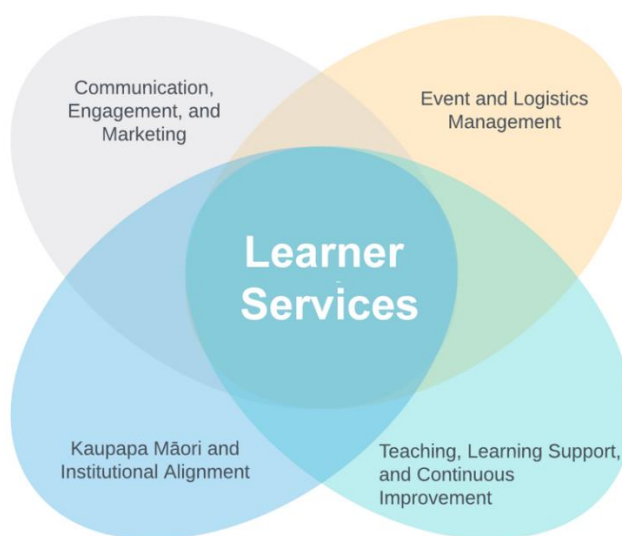 Communication,
Engagement, and
Marketing
Event and Logistics
Management
Learner
Services
Kaupapa Māori and
Institutional Alignment
Teaching, Learning Support,
and Continuous
Improvement